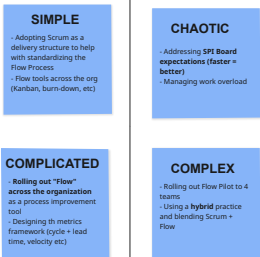 SIMPLE
- Adopting Scrum as a
delivery structure to help
with standardizing the
Flow Process
- Flow tools across the org
(Kanban, burn-down, etc)
CHAOTIC
- Addressing SPI Board
expectations (faster =
better)
- Managing work overload
COMPLICATED
- Rolling out "Flow"
across the organization
as a process improvement
tool
- Designing th metrics
framework (cycle + lead
time, velocity etc)
COMPLEX
- Rolling out Flow Pilot to 4
teams
- Using a hybrid practice
and blending Scrum +
Flow